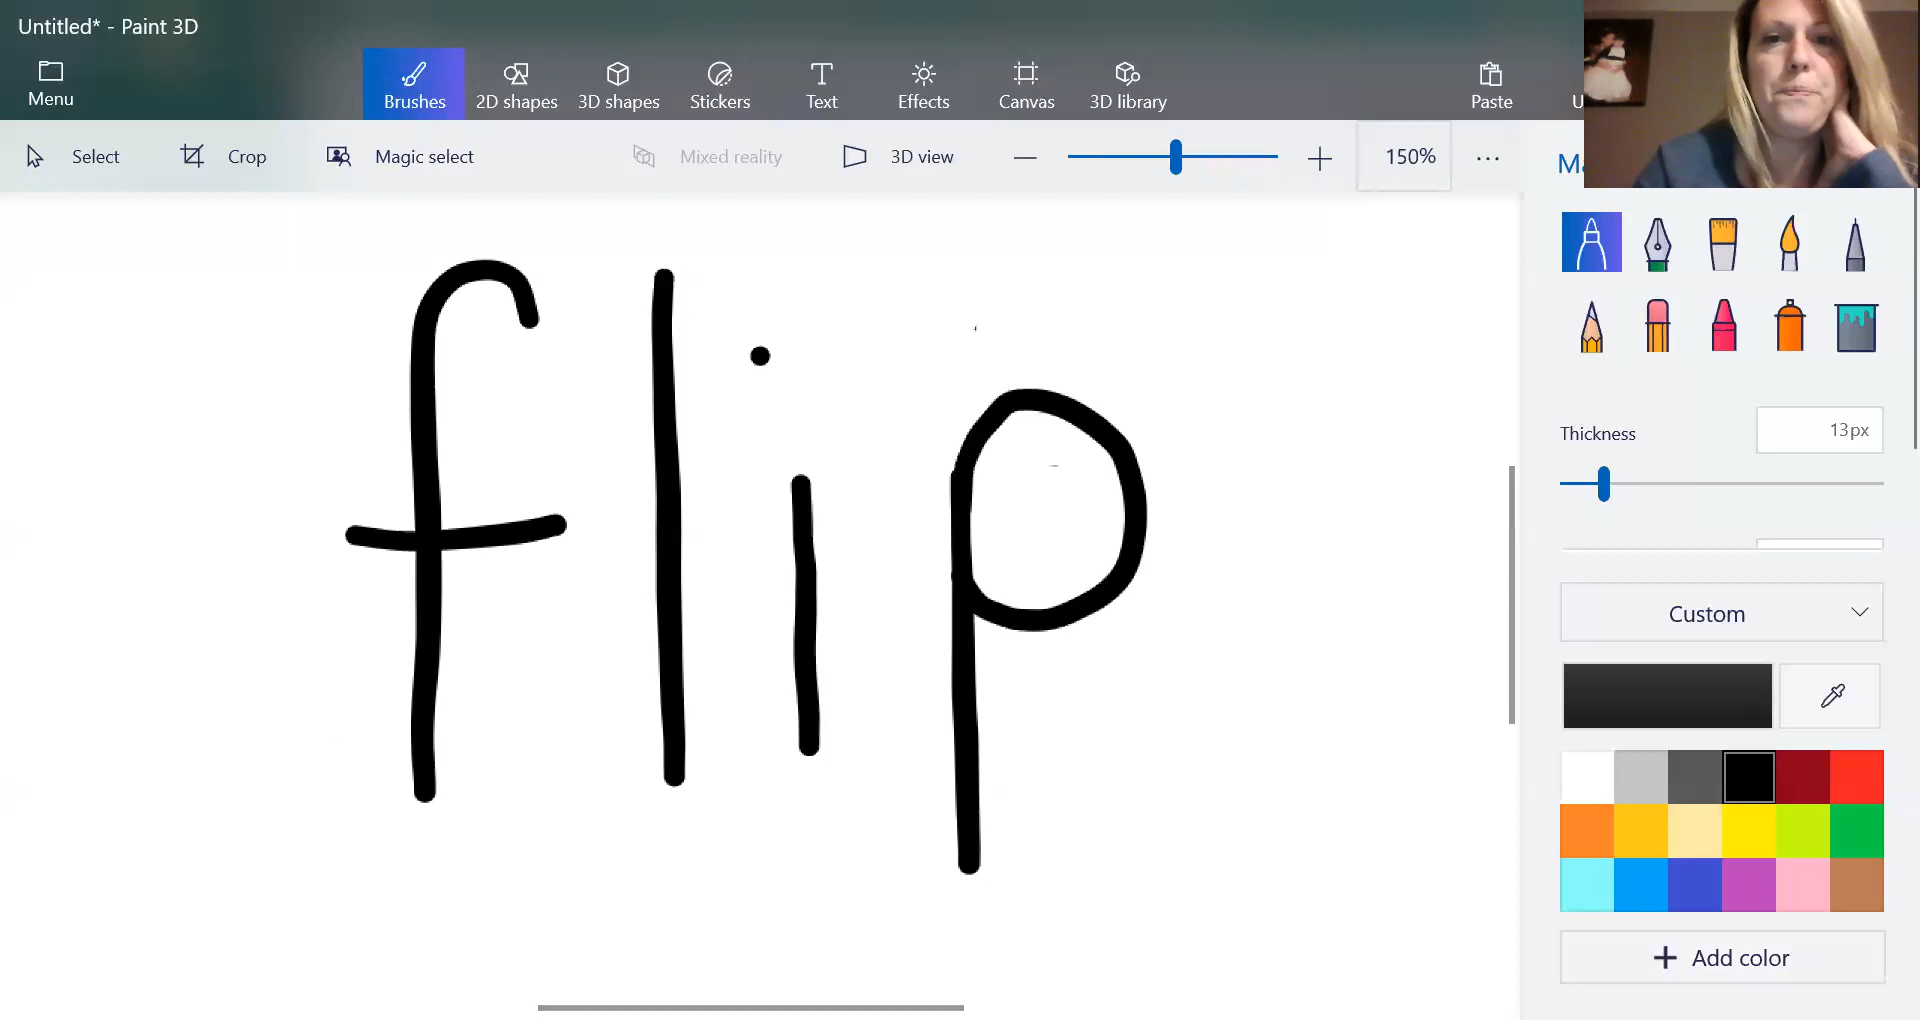 Untitled* - Paint 3D
Menu
Brushes
2D shapes
3D shapes
Stickers
Text
Effects
Canvas
3D library
Paste
Select
Crop
Magic select
Mixed reality
3D view
150%
flip
Thickness
13px
Custom
Add color